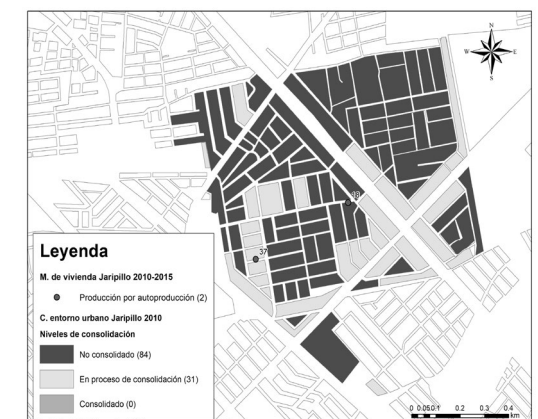 N
W E
S
37
Leyenda
M. de vivienda Jaripillo 2010-2015
Producción por autoproducción (2)
C. entorno urbano Jaripillo 2010
Niveles de consolidación
No consolidado (84)
En proceso de consolidación (31)
Consolidado (0)
0 0.050.1 0.2 0.3 0.4
km